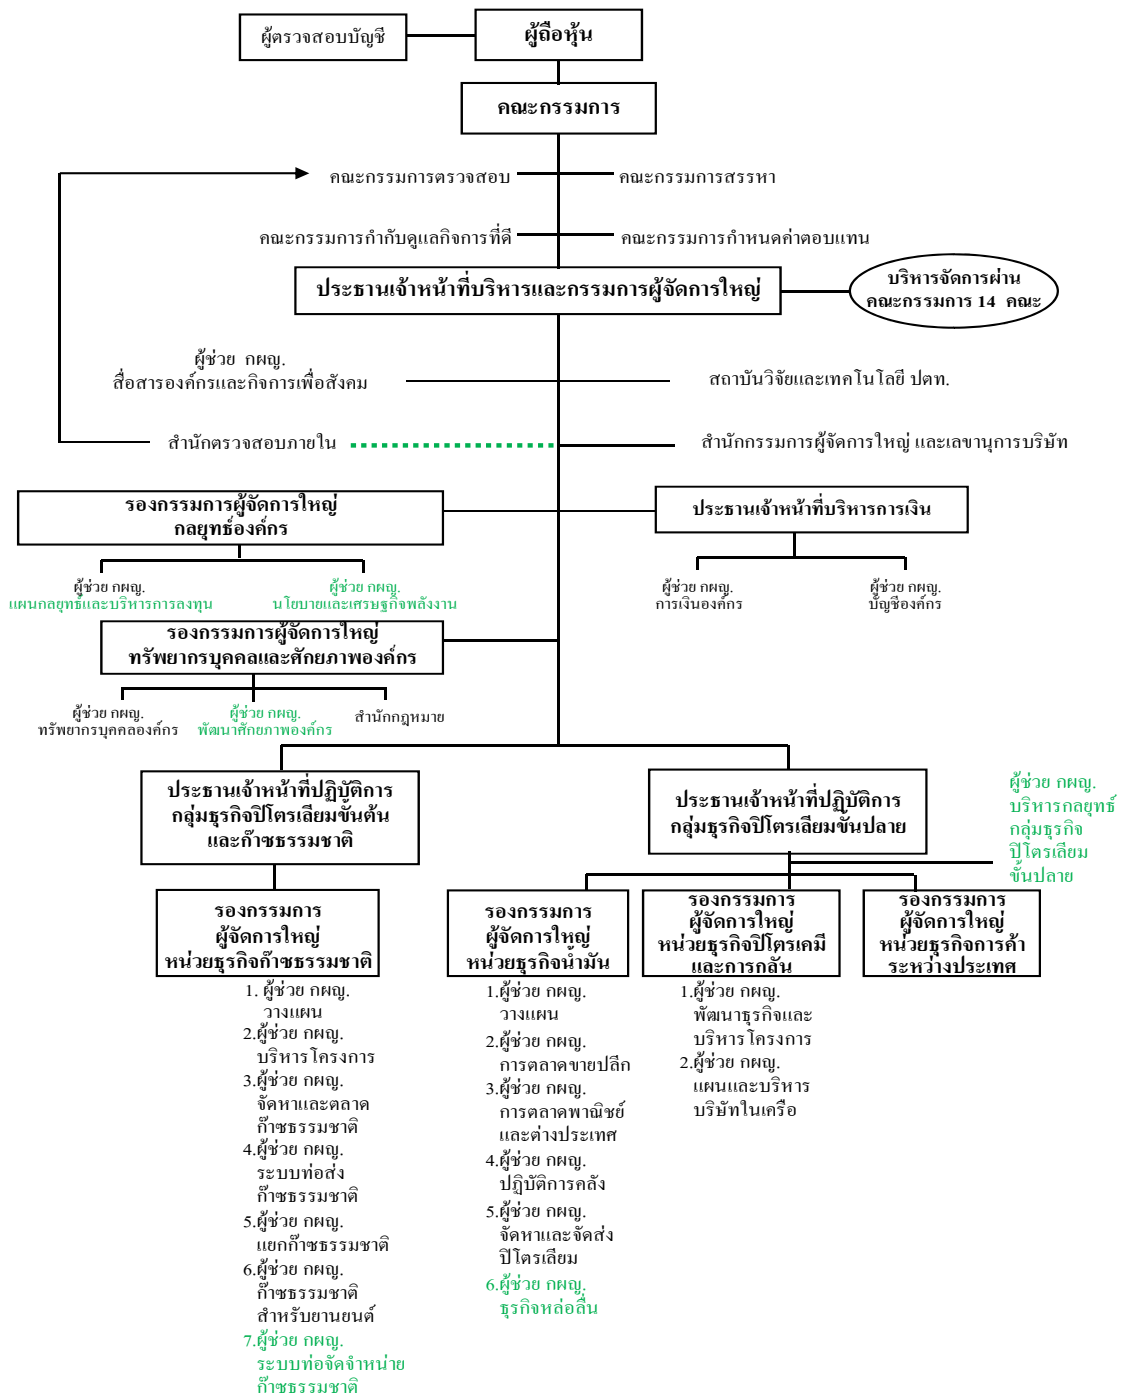 ผู้ตรวจสอบบัญชี
ผู้ถือหุ้น
คณะกรรมการ
คณะกรรมการตรวจสอบ
คณะกรรมการสรรหา
คณะกรรมการกำกับดูแลกิจการที่ดี
คณะกรรมการกำหนดค่าตอบแทน
ประธานเจ้าหน้าที่บริหารและกรรมการผู้จัดการใหญ่
บริหารจัดการผ่าน
คณะกรรมการ 14 คณะ
ผู้ช่วย กผญ.
สื่อสารองค์กรและกิจการเพื่อสังคม
สถาบันวิจัยและเทคโนโลยี ปตท.
สำนักตรวจสอบภายใน
สำนักกรรมการผู้จัดการใหญ่ และเลขานุการบริษัท
รองกรรมการผู้จัดการใหญ่
กลยุทธ์องค์กร
ประธานเจ้าหน้าที่บริหารการเงิน
ผู้ช่วย กผญ.
แผนกลยุทธ์และบริหารการลงทุน
ผู้ช่วย กผญ.
นโยบายและเศรษฐกิจพลังงาน
ผู้ช่วย กผญ.
การเงินองค์กร
ผู้ช่วย กผญ.
บัญชีองค์กร
รองกรรมการผู้จัดการใหญ่
ทรัพยากรบุคคลและศักยภาพองค์กร
ผู้ช่วย กผญ.
ทรัพยากรบุคคลองค์กร
ผู้ช่วย กผญ.
พัฒนาศักยภาพองค์กร
สำนักกฎหมาย
ประธานเจ้าหน้าที่ปฏิบัติการ
กลุ่มธุรกิจปิโตรเลียมขั้นต้น
และก๊าซธรรมชาติ
ประธานเจ้าหน้าที่ปฏิบัติการ
กลุ่มธุรกิจปิโตรเลียมขั้นปลาย
ผู้ช่วย กผญ.
บริหารกลยุทธ์
กลุ่มธุรกิจ
ปิโตรเลียม
ขั้นปลาย
รองกรรมการ
ผู้จัดการใหญ่
หน่วยธุรกิจก๊าซธรรมชาติ
1. ผู้ช่วย กผญ.
วางแผน
2.ผู้ช่วย กผญ.
บริหารโครงการ
3.ผู้ช่วย กผญ.
จัดหาและตลาด
ก๊าซธรรมชาติ
4.ผู้ช่วย กผญ.
ระบบท่อส่ง
ก๊าซธรรมชาติ
5.ผู้ช่วย กผญ.
แยกก๊าซธรรมชาติ
6.ผู้ช่วย กผญ.
ก๊าซธรรมชาติ
สำหรับยานยนต์
7.ผู้ช่วย กผญ.
ระบบท่อจัดจำหน่าย
ก๊าซธรรมชาติ
รองกรรมการ
ผู้จัดการใหญ่
หน่วยธุรกิจน้ำมัน
1.ผู้ช่วย กผญ.
วางแผน
2.ผู้ช่วย กผญ.
การตลาดขายปลีก
3.ผู้ช่วย กผญ.
การตลาดพาณิชย์
และต่างประเทศ
4.ผู้ช่วย กผญ.
ปฏิบัติการคลัง
5.ผู้ช่วย กผญ.
จัดหาและจัดส่ง
ปิโตรเลียม
6.ผู้ช่วย กผญ.
ธุรกิจหล่อลื่น
รองกรรมการ
ผู้จัดการใหญ่
หน่วยธุรกิจปิโตรเคมี
และการกลั่น
1.ผู้ช่วย กผญ.
พัฒนาธุรกิจและ
บริหารโครงการ
2.ผู้ช่วย กผญ.
แผนและบริหาร
บริษัทในเครือ
รองกรรมการ
ผู้จัดการใหญ่
หน่วยธุรกิจการค้า
ระหว่างประเทศ